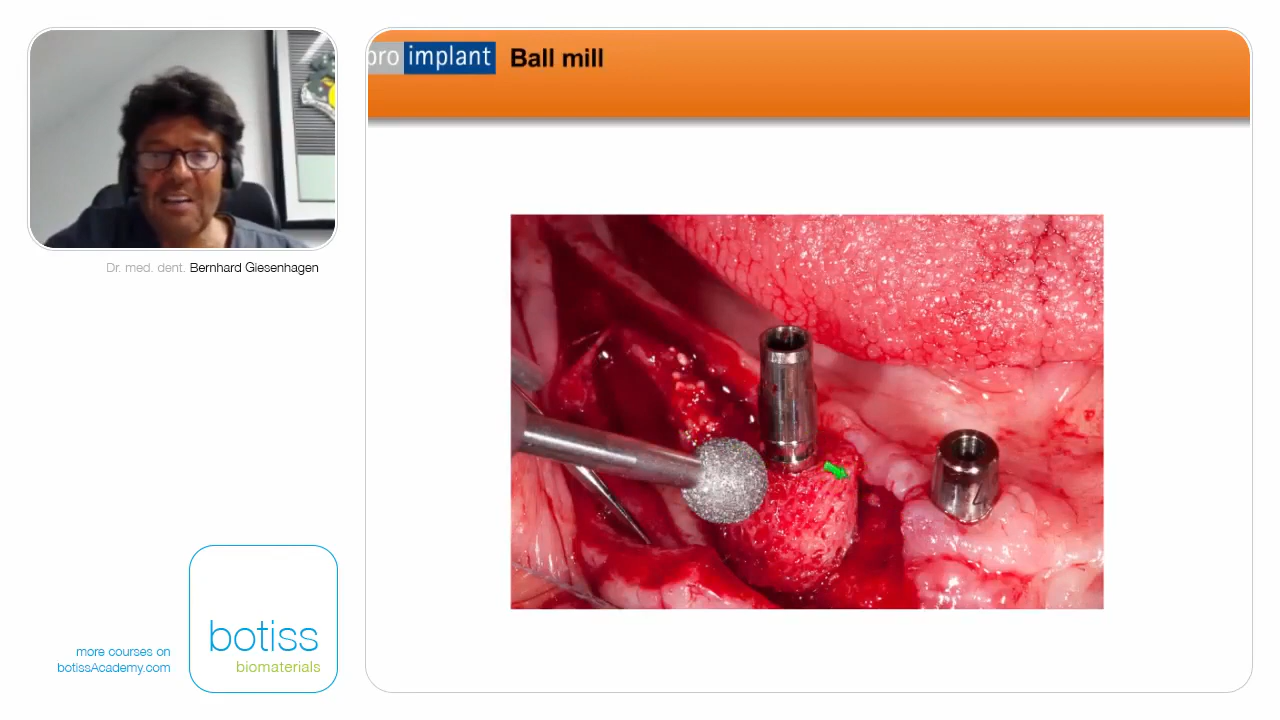 pro implant Ball mill
Dr. med. dent. Bernhard Giesenhagen
more courses on
botissAcademy.com
botiss
biomaterials